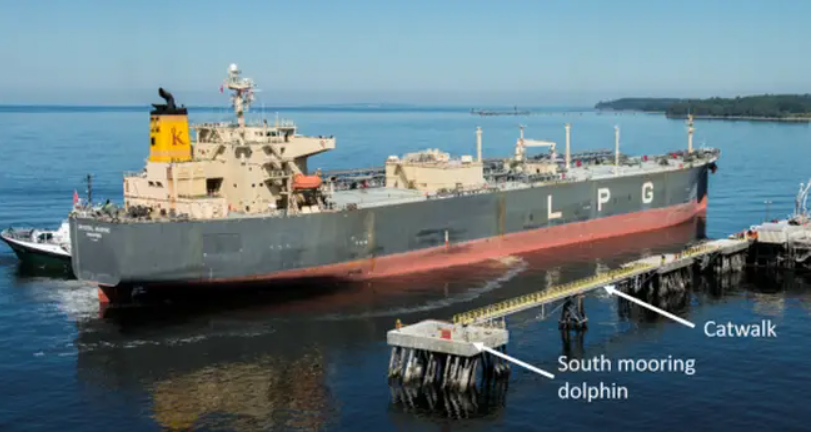 K
L P G
Catwalk
South mooring
dolphin